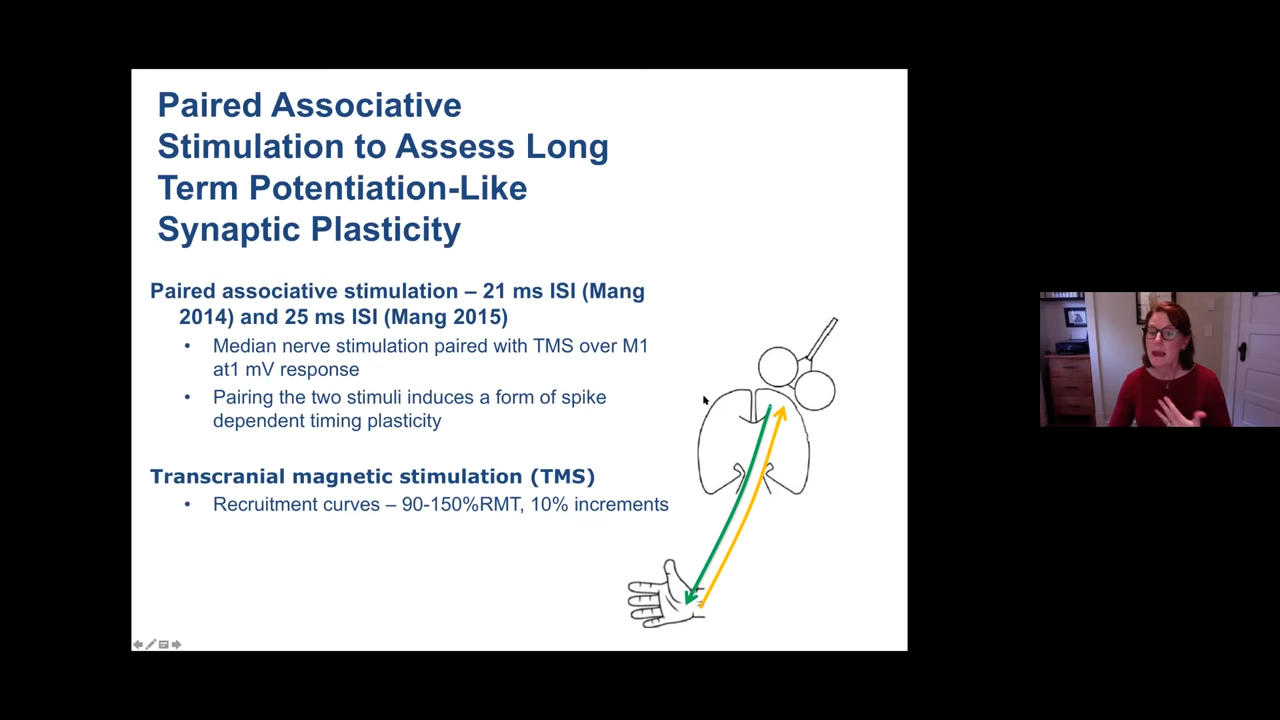 Paired Associative
Stimulation to Assess Long
Term Potentiation-Like
Synaptic Plasticity
Paired associative stimulation – 21 ms ISI (Mang
2014) and 25 ms ISI (Mang 2015)
• Median nerve stimulation paired with TMS over M1
at1 mV response
• Pairing the two stimuli induces a form of spike
dependent timing plasticity
Transcranial magnetic stimulation (TMS)
• Recruitment curves – 90-150%RMT, 10% increments